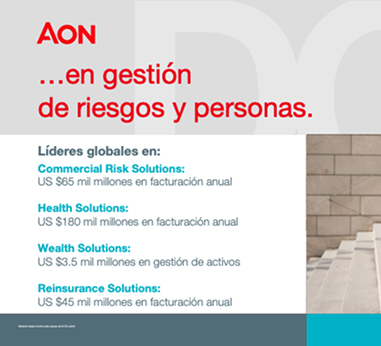 AON
...en gestión
de riesgos y personas.
Líderes globales en:
Commercial Risk Solutions:
US $65 mil millones en facturación anual
Health Solutions:
US $180 mil millones en facturación anual
Wealth Solutions:
US $3.5 mil millones en gestión de activos
Reinsurance Solutions:
US $45 mil millones en facturación anual